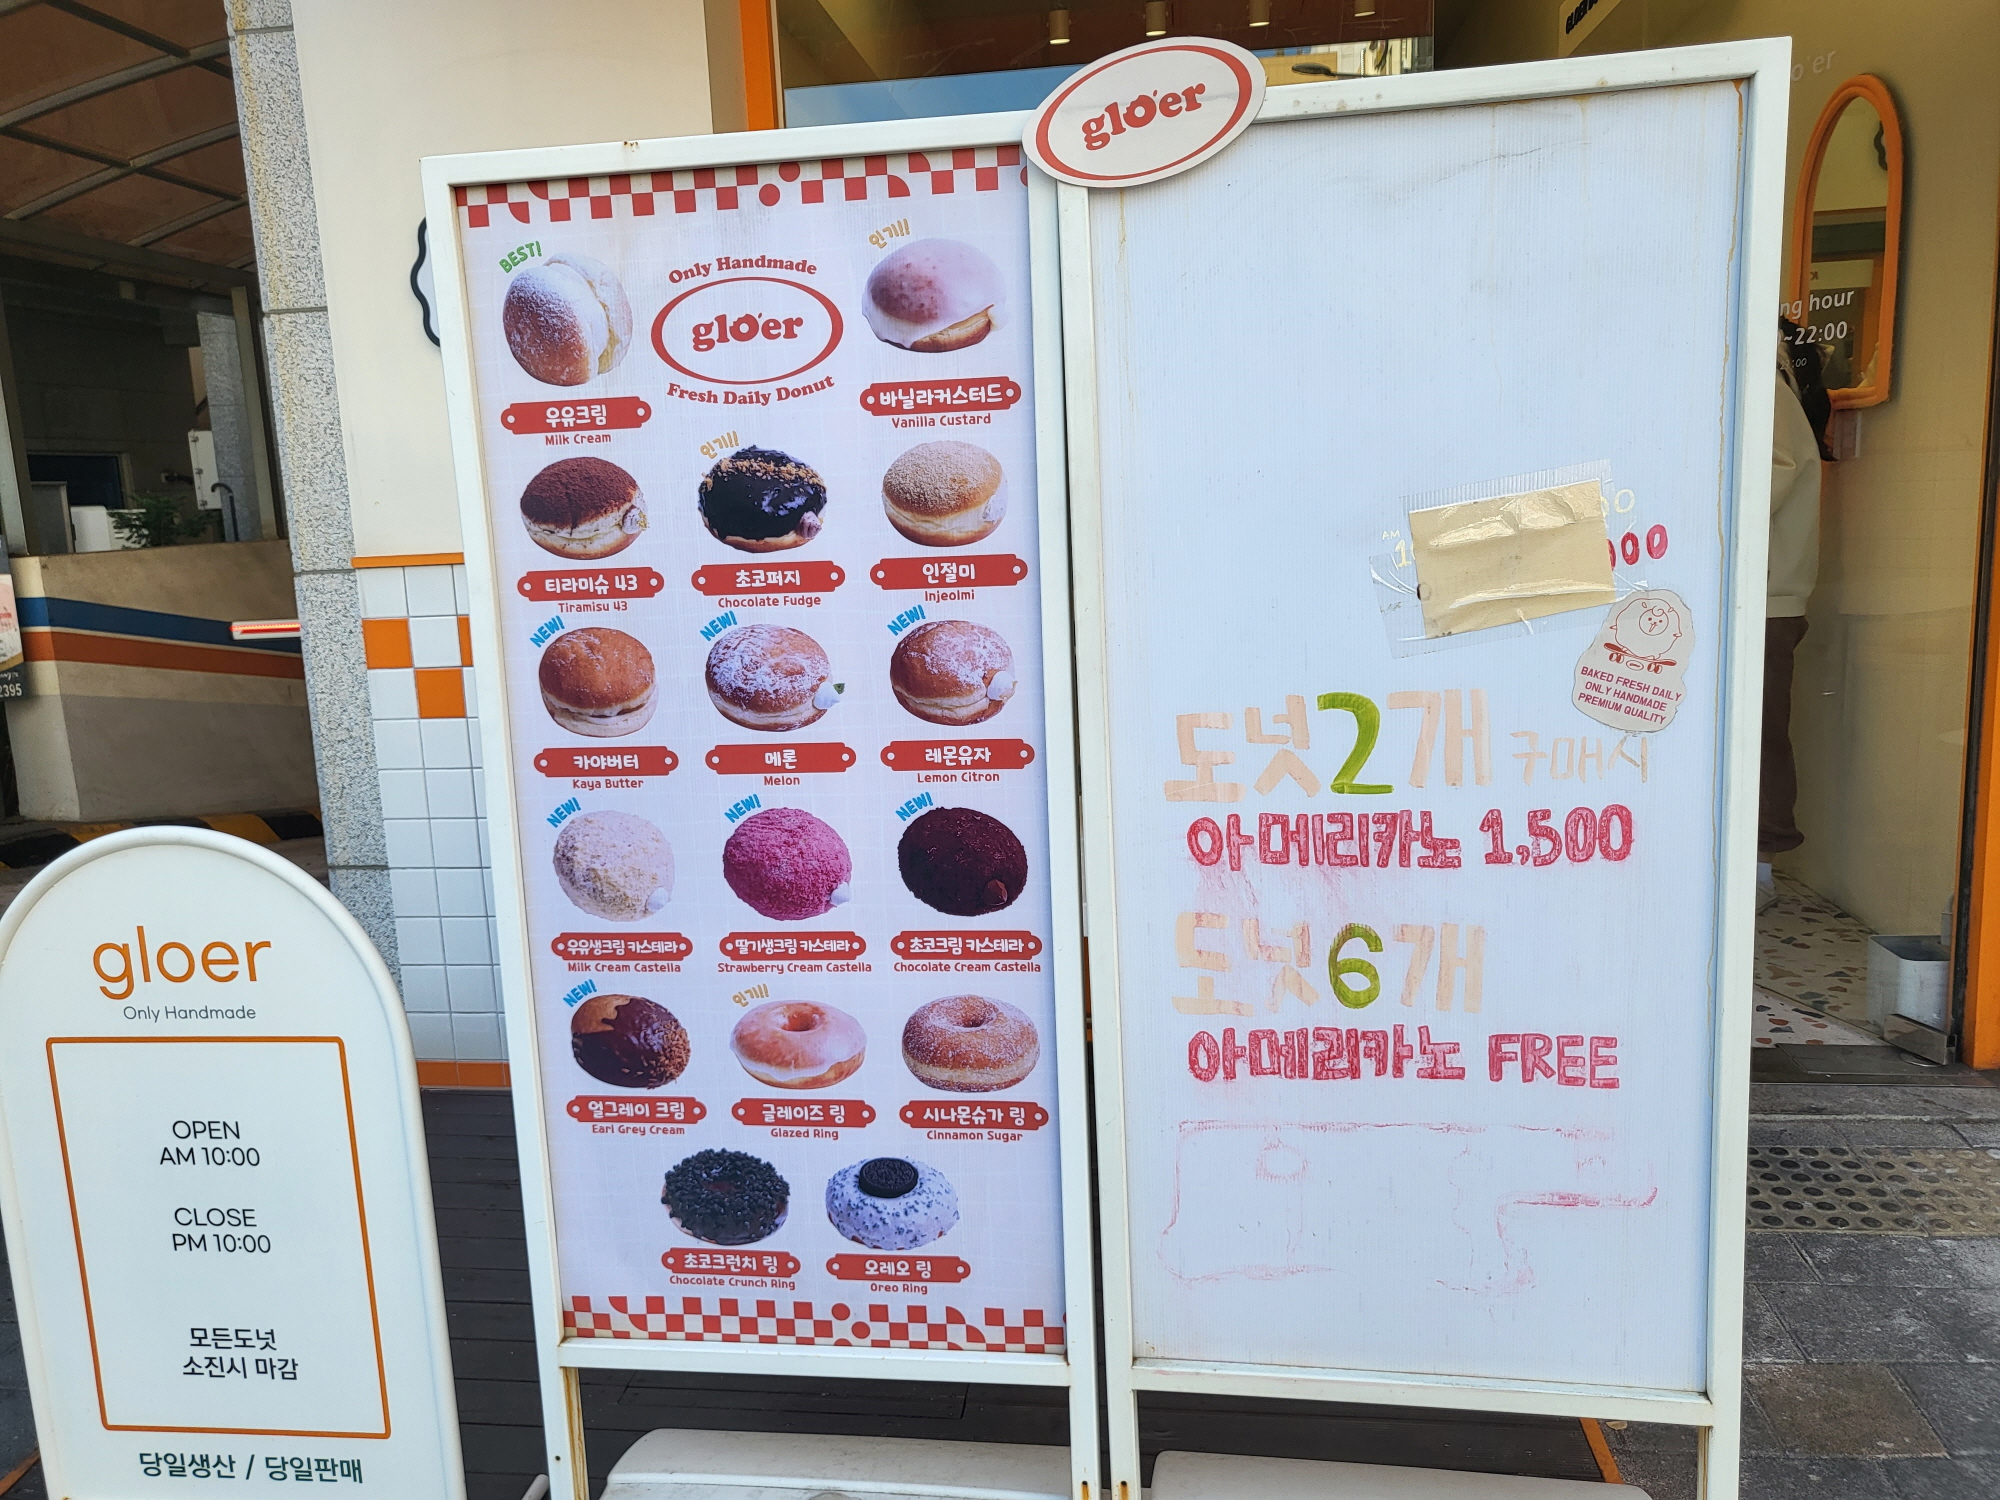 gloer
BEST!
Only Handmade
gloer
Fresh Daily Donut
인기!!
우유크림
Milk Cream
바닐라커스터드
Vanilla Custard
티라미슈 43
Tiramisu 43
인기!!
초코퍼지
Chocolate Fudge
인절미
Injeolmi
NEW!
카야버터
Kaya Butter
NEW!
메론
Melon
NEW!
레몬유자
Lemon Citron
NEW!
우유생크림 카스테라
Milk Cream Castella
NEW!
딸기생크림 카스테라
Strawberry Cream Castella
NEW!
초코크림 카스테라
Chocolate Cream Castella
NEW!
얼그레이 크림
Earl Grey Cream
인기!!
글레이즈 링
Glazed Ring
시나몬슈가 링
Cinnamon Sugar
초코크런치 링
Chocolate Crunch Ring
오레오 링
Oreo Ring
AM
BAKED FRESH DAILY
ONLY HANDMADE
PREMIUM QUALITY
도넛2개 구매시
아메리카노 1,500
도넛6개
아메리카노 FREE
gloer
Only Handmade
OPEN
AM 10:00
CLOSE
PM 10:00
모든도넛
소진시 마감
당일생산 / 당일판매
hour
~22:00
2395